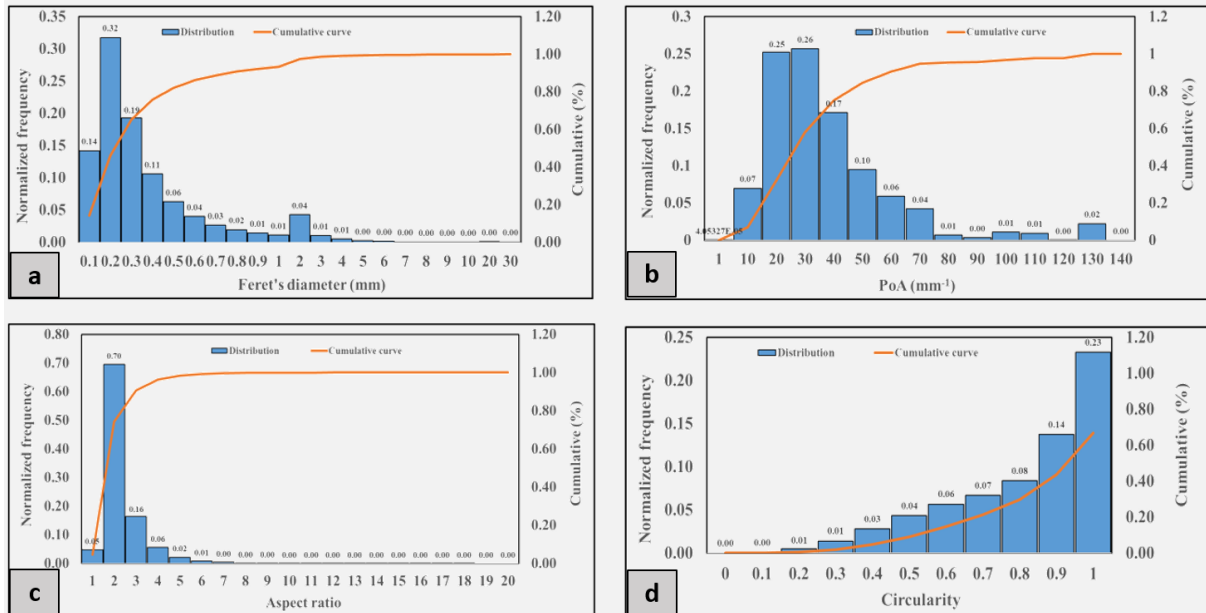 Distribution Cumulative curve
Normalized frequency
0.35
0.30
0.25
0.20
0.15
0.10
0.05
0.00
0.14 0.32 0.19 0.11 0.06 0.04 0.03 0.02 0.01 0.01 0.04 0.01 0.01 0.00 0.00 0.00 0.00 0.00 0.00 0.00
1.20
1.00
0.80
0.60
0.40
0.20
0.00
Cumulative (%)
0.1 0.2 0.3 0.4 0.5 0.6 0.7 0.8 0.9 1 2 3 4 5 6 7 8 9 10 20 30
Feret's diameter (mm)
a
Distribution Cumulative curve
Normalized frequency
0.3
0.25
0.2
0.15
0.1
0.05
0
4.05327E-05 0.07 0.25 0.26 0.17 0.10 0.06 0.04 0.01 0.00 0.01 0.01 0.00 0.02 0.00
1.2
1
0.8
0.6
0.4
0.2
0
Cumulative (%)
1 10 20 30 40 50 60 70 80 90 100 110 120 130 140
PoA (mm-1)
b
Distribution Cumulative curve
Normalized frequency
0.80
0.70
0.60
0.50
0.40
0.30
0.20
0.10
0.00
0.05 0.70 0.16 0.06 0.02 0.01 0.00 0.00 0.00 0.00 0.00 0.00 0.00 0.00 0.00 0.00 0.00 0.00 0.00 0.00
1.20
1.00
0.80
0.60
0.40
0.20
0.00
Cumulative (%)
1 2 3 4 5 6 7 8 9 10 11 12 13 14 15 16 17 18 19 20
Aspect ratio
c
Distribution Cumulative curve
Normalized frequency
0.25
0.20
0.15
0.10
0.05
0.00
0.00 0.00 0.01 0.01 0.03 0.04 0.06 0.07 0.08 0.14 0.23
1.20
1.00
0.80
0.60
0.40
0.20
0.00
Cumulative (%)
0 0.1 0.2 0.3 0.4 0.5 0.6 0.7 0.8 0.9 1
Circularity
d